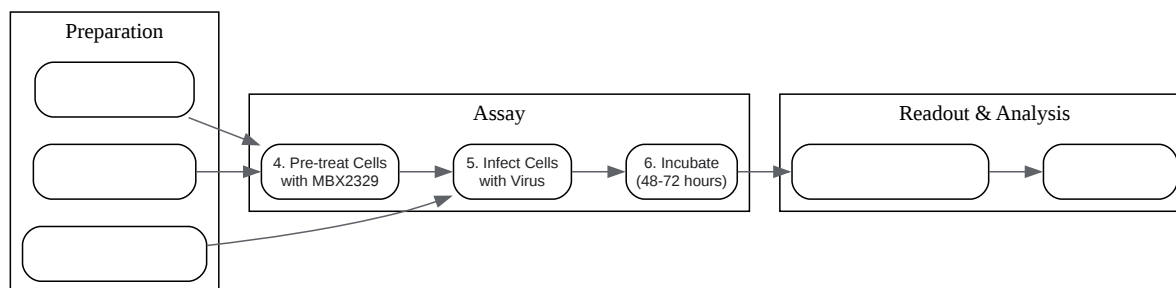 Preparation
Assay
Readout & Analysis
4. Pre-treat Cells
with MBX2329
5. Infect Cells
with Virus
6. Incubate
(48-72 hours)